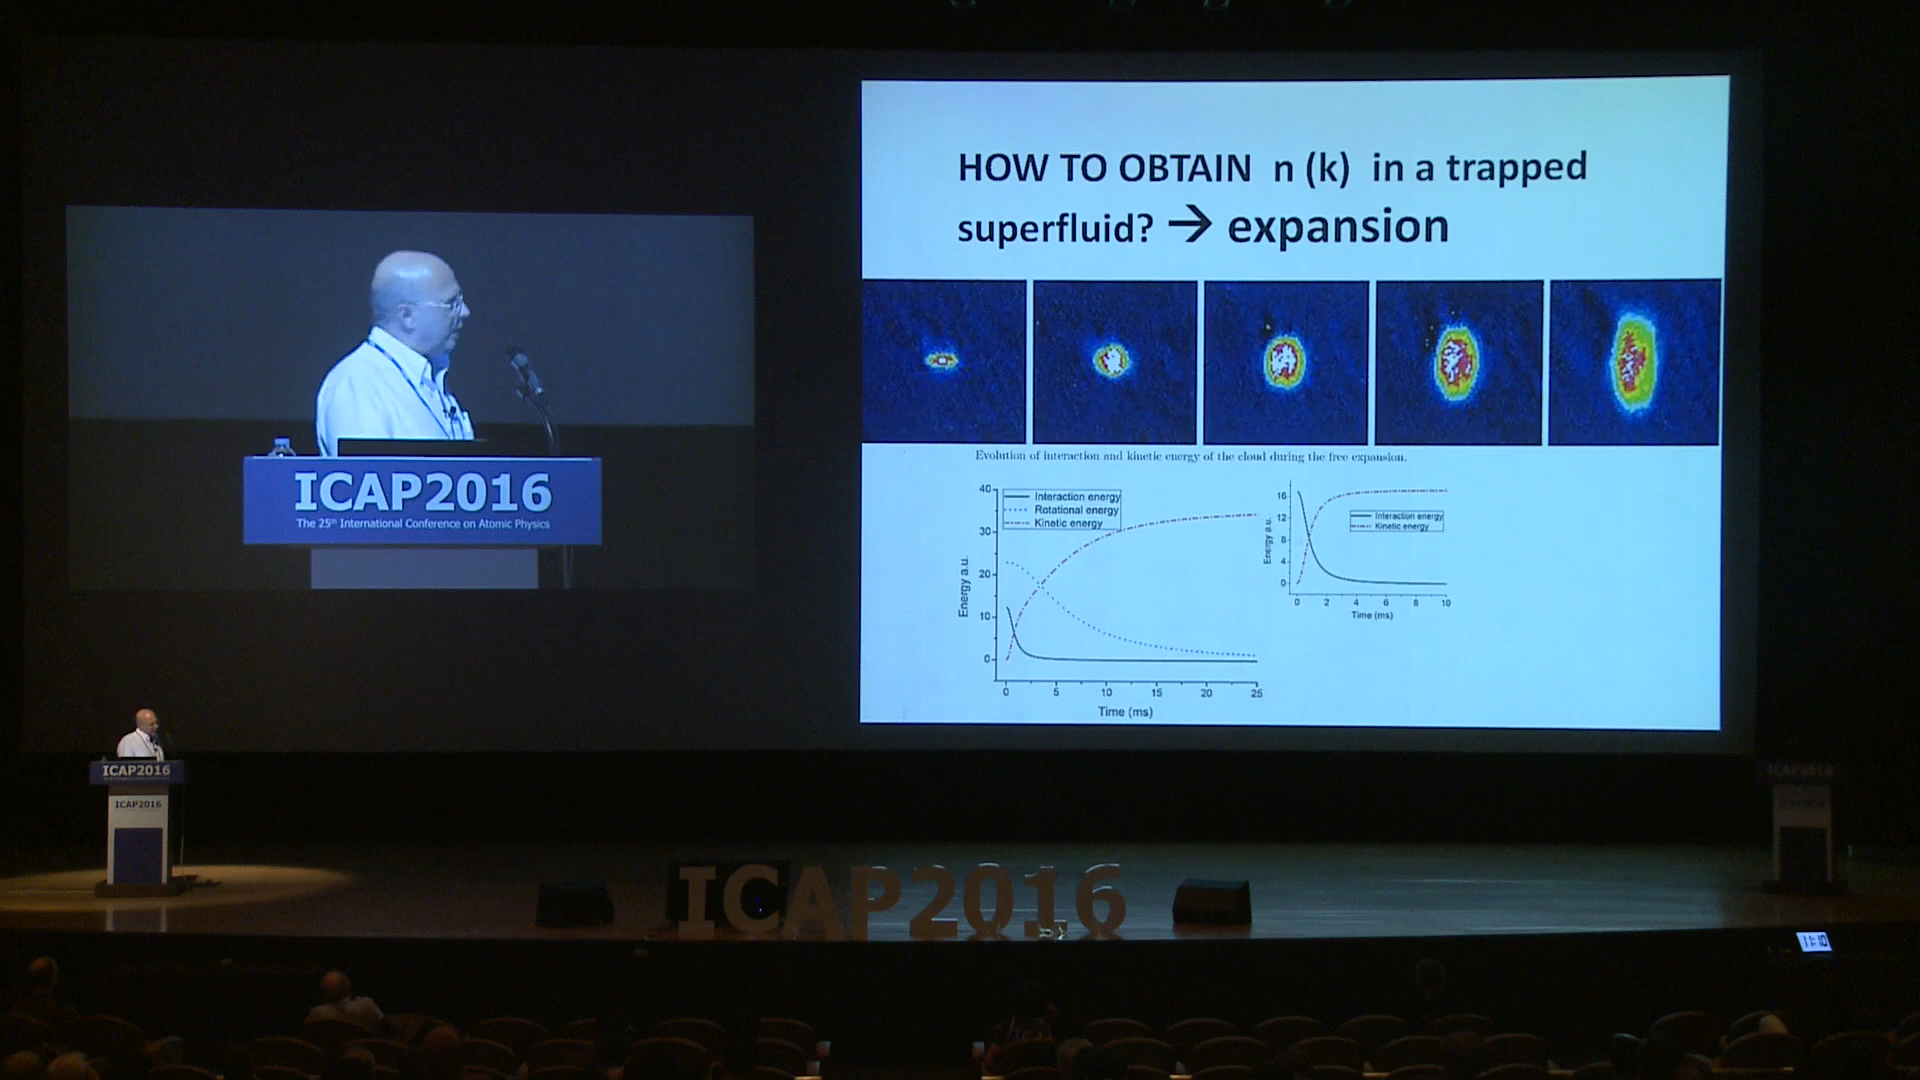 HOW TO OBTAIN n (k) in a trapped
superfluid? → expansion
Evolution of interaction and kinetic energy of the cloud during the free expansion.
40
30
20
10
0
Energy a.u.
Interaction energy
Rotational energy
Kinetic energy
0 5 10 15 20 25
Time (ms)
16
12
8
4
0
Energy a.u.
Interaction energy
Kinetic energy
0 2 4 6 8 10
Time (ms)
ICAP2016
The 25th International Conference on Atomic Physics
ICAP2016
ICAP2016
ICAP2016
ICAP2016
11:10